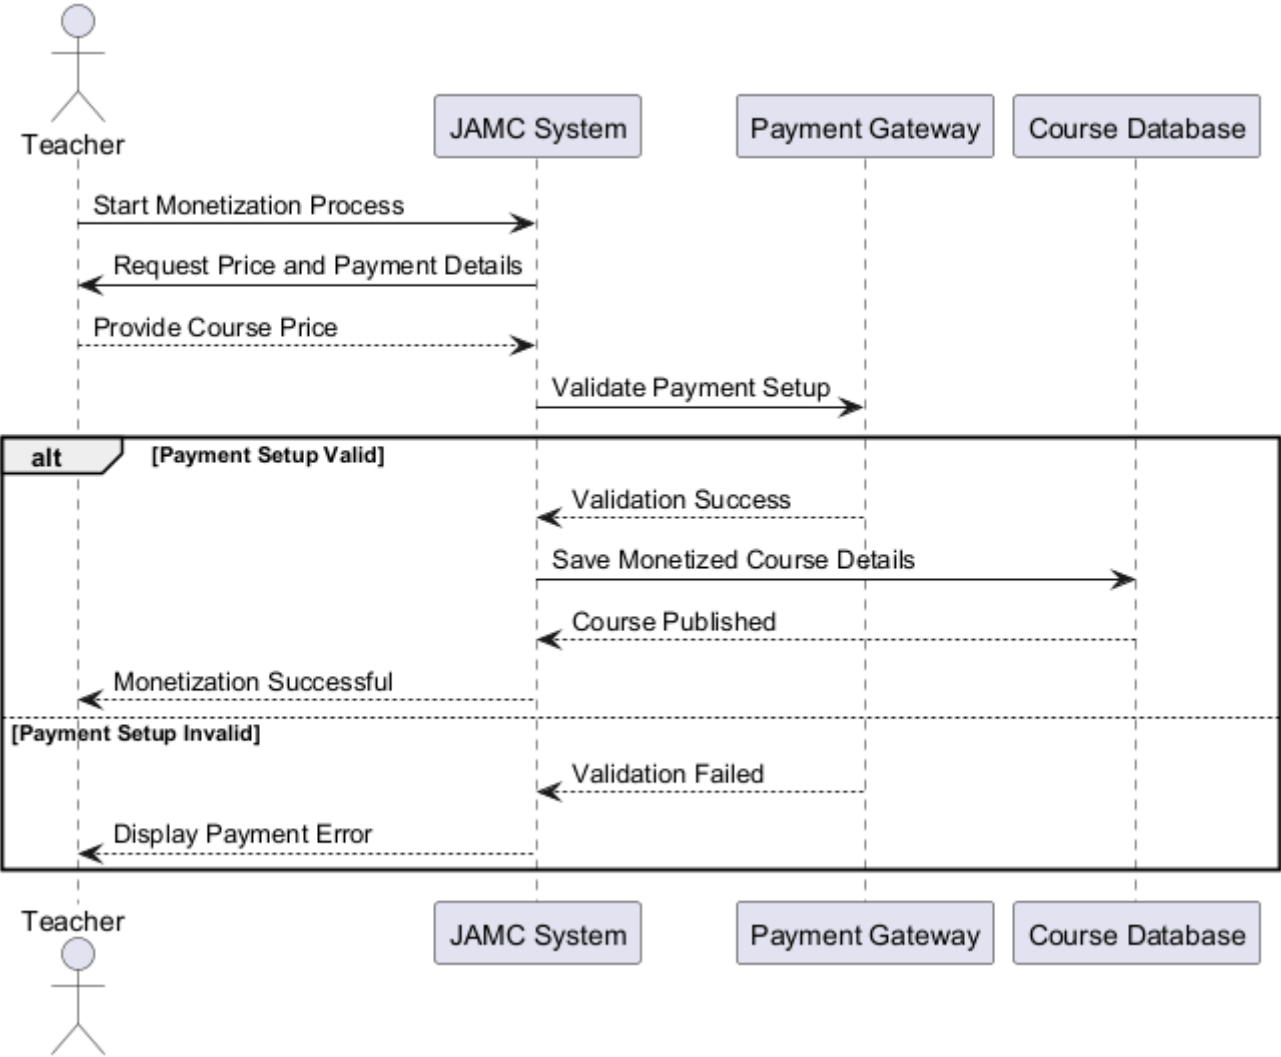 Teacher
JAMC System
Payment Gateway
Course Database
Start Monetization Process
Request Price and Payment Details
Provide Course Price
Validate Payment Setup
alt [Payment Setup Valid]
Validation Success
Save Monetized Course Details
Course Published
Monetization Successful
[Payment Setup Invalid]
Validation Failed
Display Payment Error
Teacher
JAMC System
Payment Gateway
Course Database